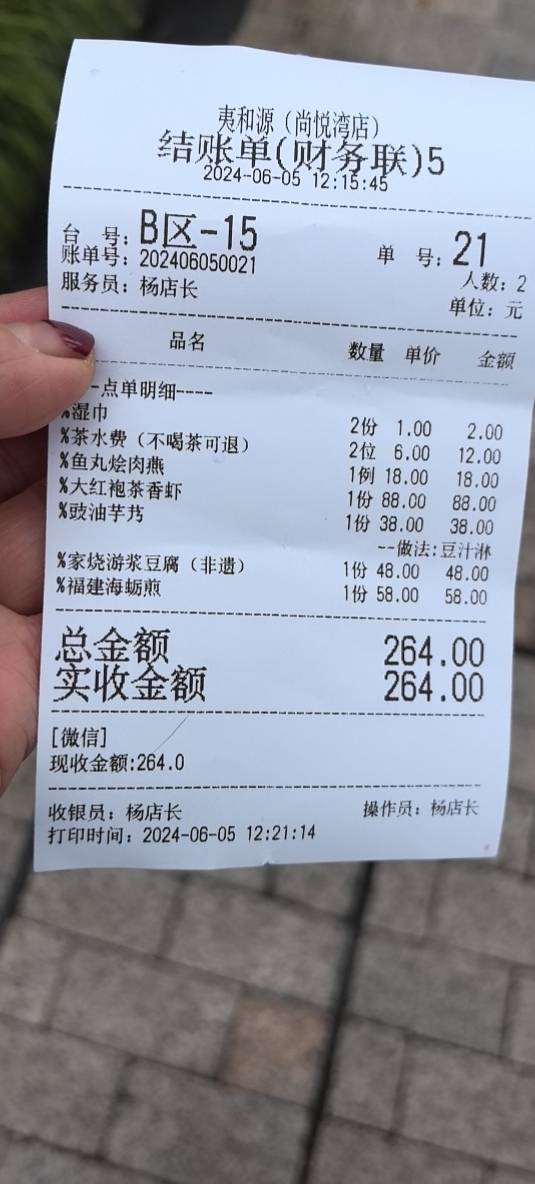 夷和源（尚悦湾店）
结账单(财务联)5
2024-06-05 12:15:45
台 号: B区-15 单 号: 21
账单号: 202406050021 人数: 2
服务员: 杨店长 单位: 元
品名 数量 单价 金额
-点单明细----
%湿巾 2份 1.00 2.00
%茶水费（不喝茶可退） 2位 6.00 12.00
%鱼丸烩肉燕 1例 18.00 18.00
%大红袍茶香虾 1份 88.00 88.00
%豉油芋艿 1份 38.00 38.00
--做法:豆汁淋
%家烧游浆豆腐（非遗） 1份 48.00 48.00
%福建海蛎煎 1份 58.00 58.00
总金额 264.00
实收金额 264.00
[微信]
现收金额:264.0
收银员: 杨店长 操作员: 杨店长
打印时间: 2024-06-05 12:21:14